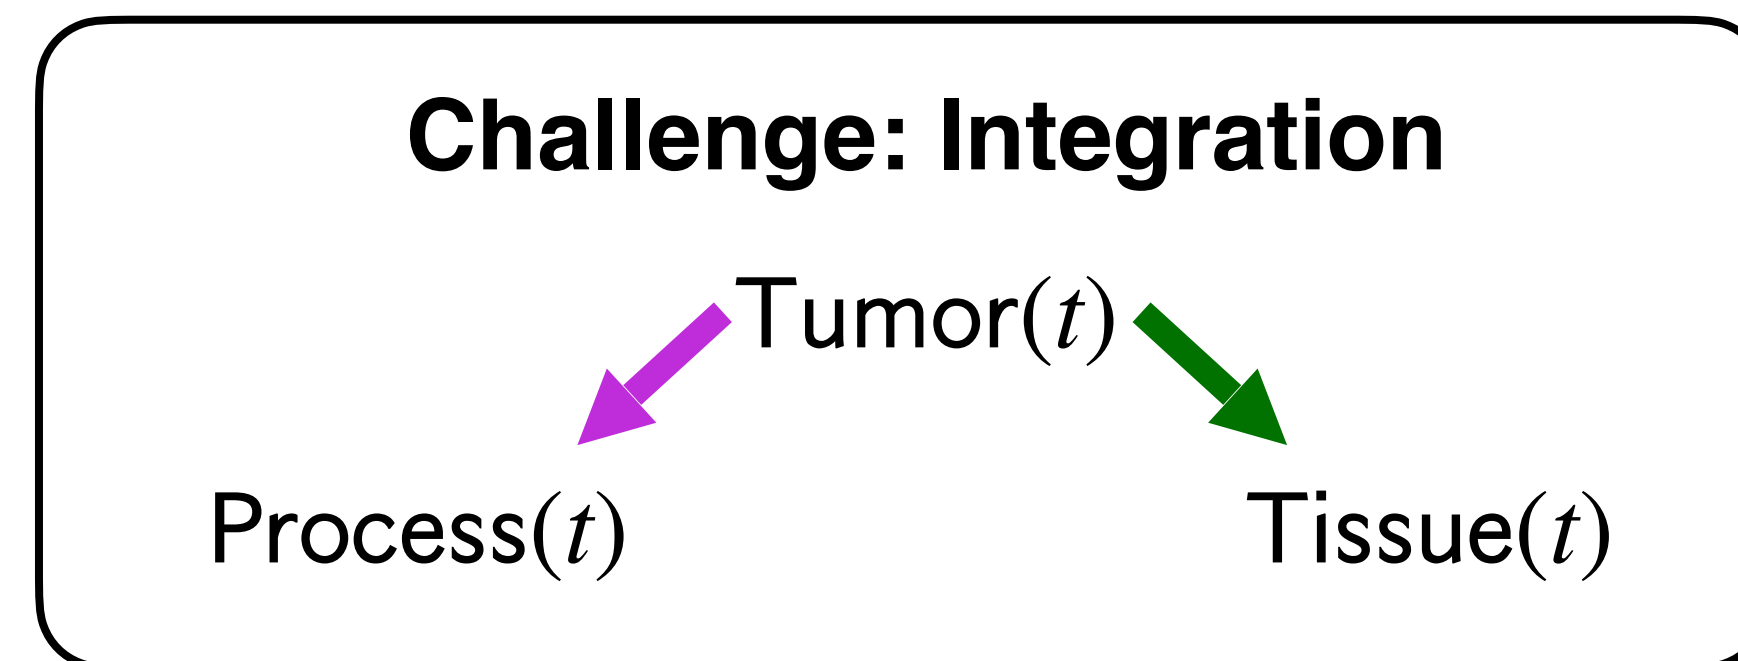 Challenge: Integration
Tumor(t)
Process(t)
Tissue(t)